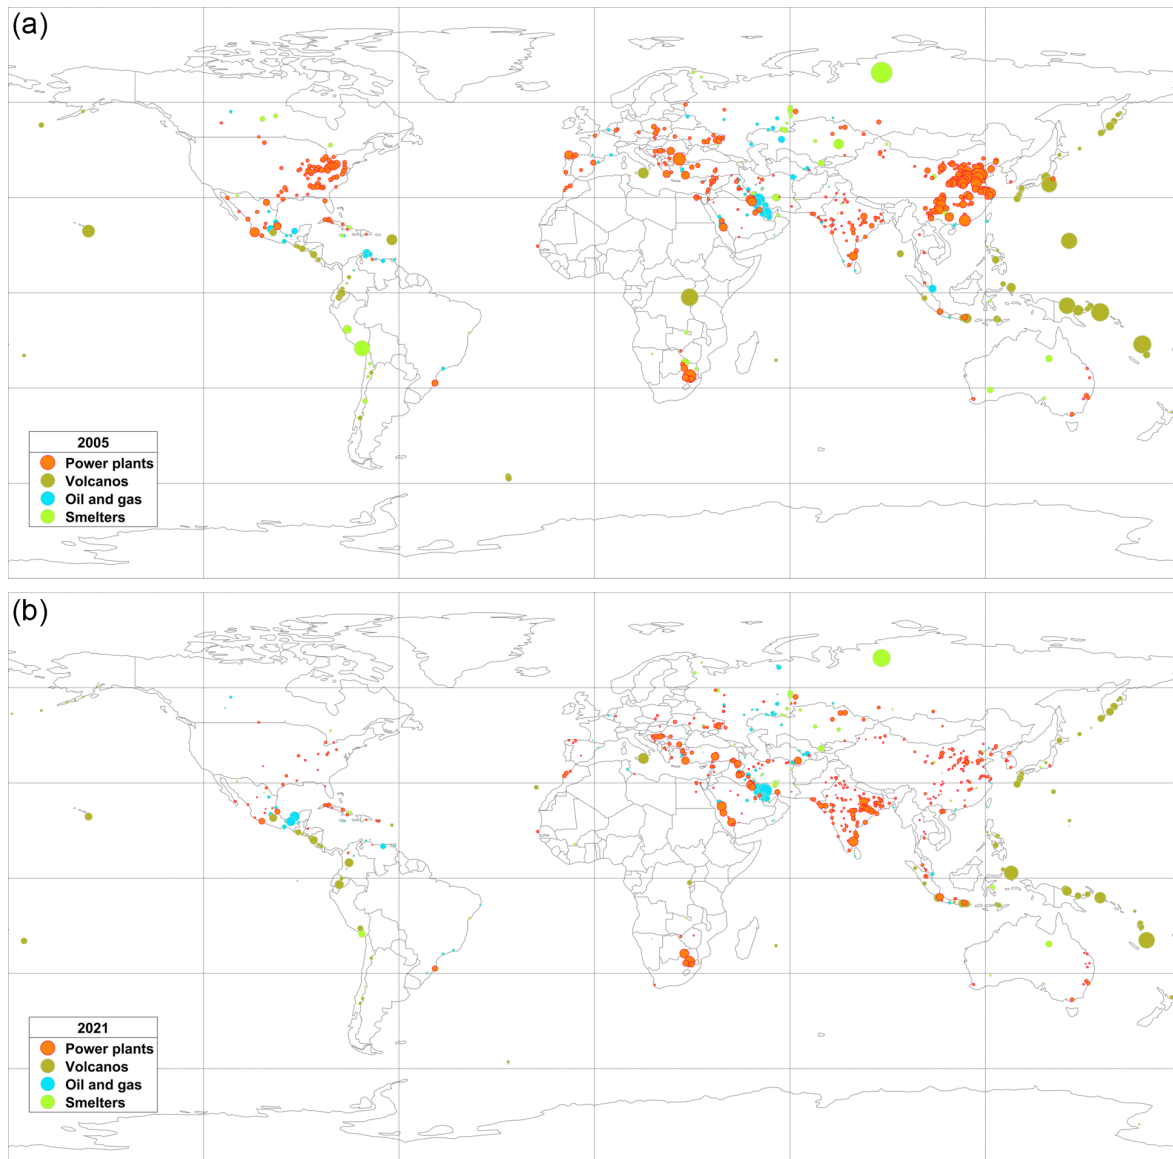 (a)
2005
Power plants
Volcanos
Oil and gas
Smelters
(b)
2021
Power plants
Volcanos
Oil and gas
Smelters